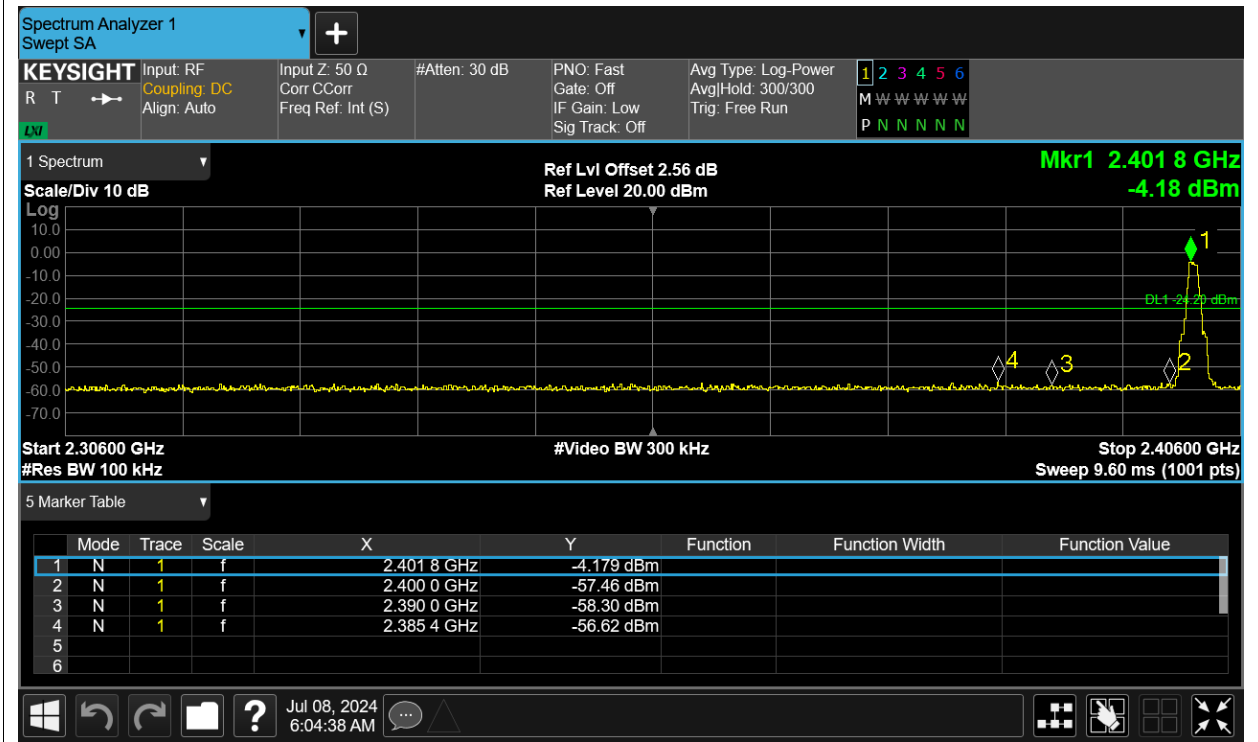 Spectrum Analyzer 1
Swept SA
KEYSIGHT
R T
LXI
Input: RF
Coupling: DC
Align: Auto
Input Z: 50 Ω
Corr CCorr
Freq Ref: Int (S)
#Atten: 30 dB
PNO: Fast
Gate: Off
IF Gain: Low
Sig Track: Off
Avg Type: Log-Power
Avg|Hold: 300/300
Trig: Free Run
1 2 3 4 5 6
M W W W W W
P N N N N N
1 Spectrum
Scale/Div 10 dB
Ref Lvl Offset 2.56 dB
Ref Level 20.00 dBm
Mkr1 2.401 8 GHz
-4.18 dBm
Log
10.0
0.00
-10.0
-20.0
-30.0
-40.0
-50.0
-60.0
-70.0
1
DL1 -24.20 dBm
4
3
2
Start 2.30600 GHz
#Video BW 300 kHz
Stop 2.40600 GHz
#Res BW 100 kHz
Sweep 9.60 ms (1001 pts)
5 Marker Table
Mode Trace Scale X Y Function Function Width Function Value
1 N 1 f 2.401 8 GHz -4.179 dBm
2 N 1 f 2.400 0 GHz -57.46 dBm
3 N 1 f 2.390 0 GHz -58.30 dBm
4 N 1 f 2.385 4 GHz -56.62 dBm
5
6
?
Jul 08, 2024
6:04:38 AM